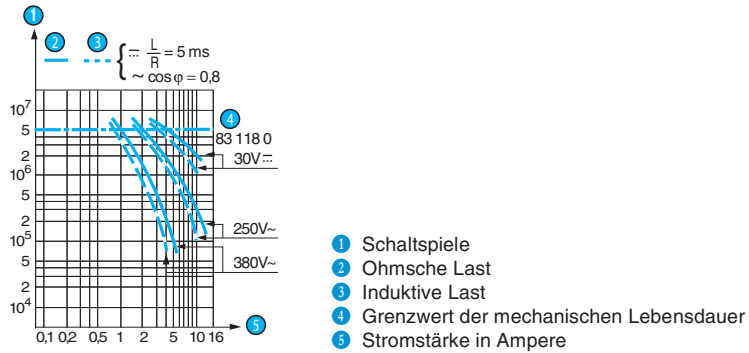 1
2 3 ⎓ L/R = 5 ms
~ cos φ = 0,8
10⁷
5
4
83 118 0
2
30V⎓
10⁶
5
2
250V~
10⁵
5
380V~
2
10⁴
5
0,1 0,2 0,5 1 2 5 10 16
1 Schaltspiele
2 Ohmsche Last
3 Induktive Last
4 Grenzwert der mechanischen Lebensdauer
5 Stromstärke in Ampere